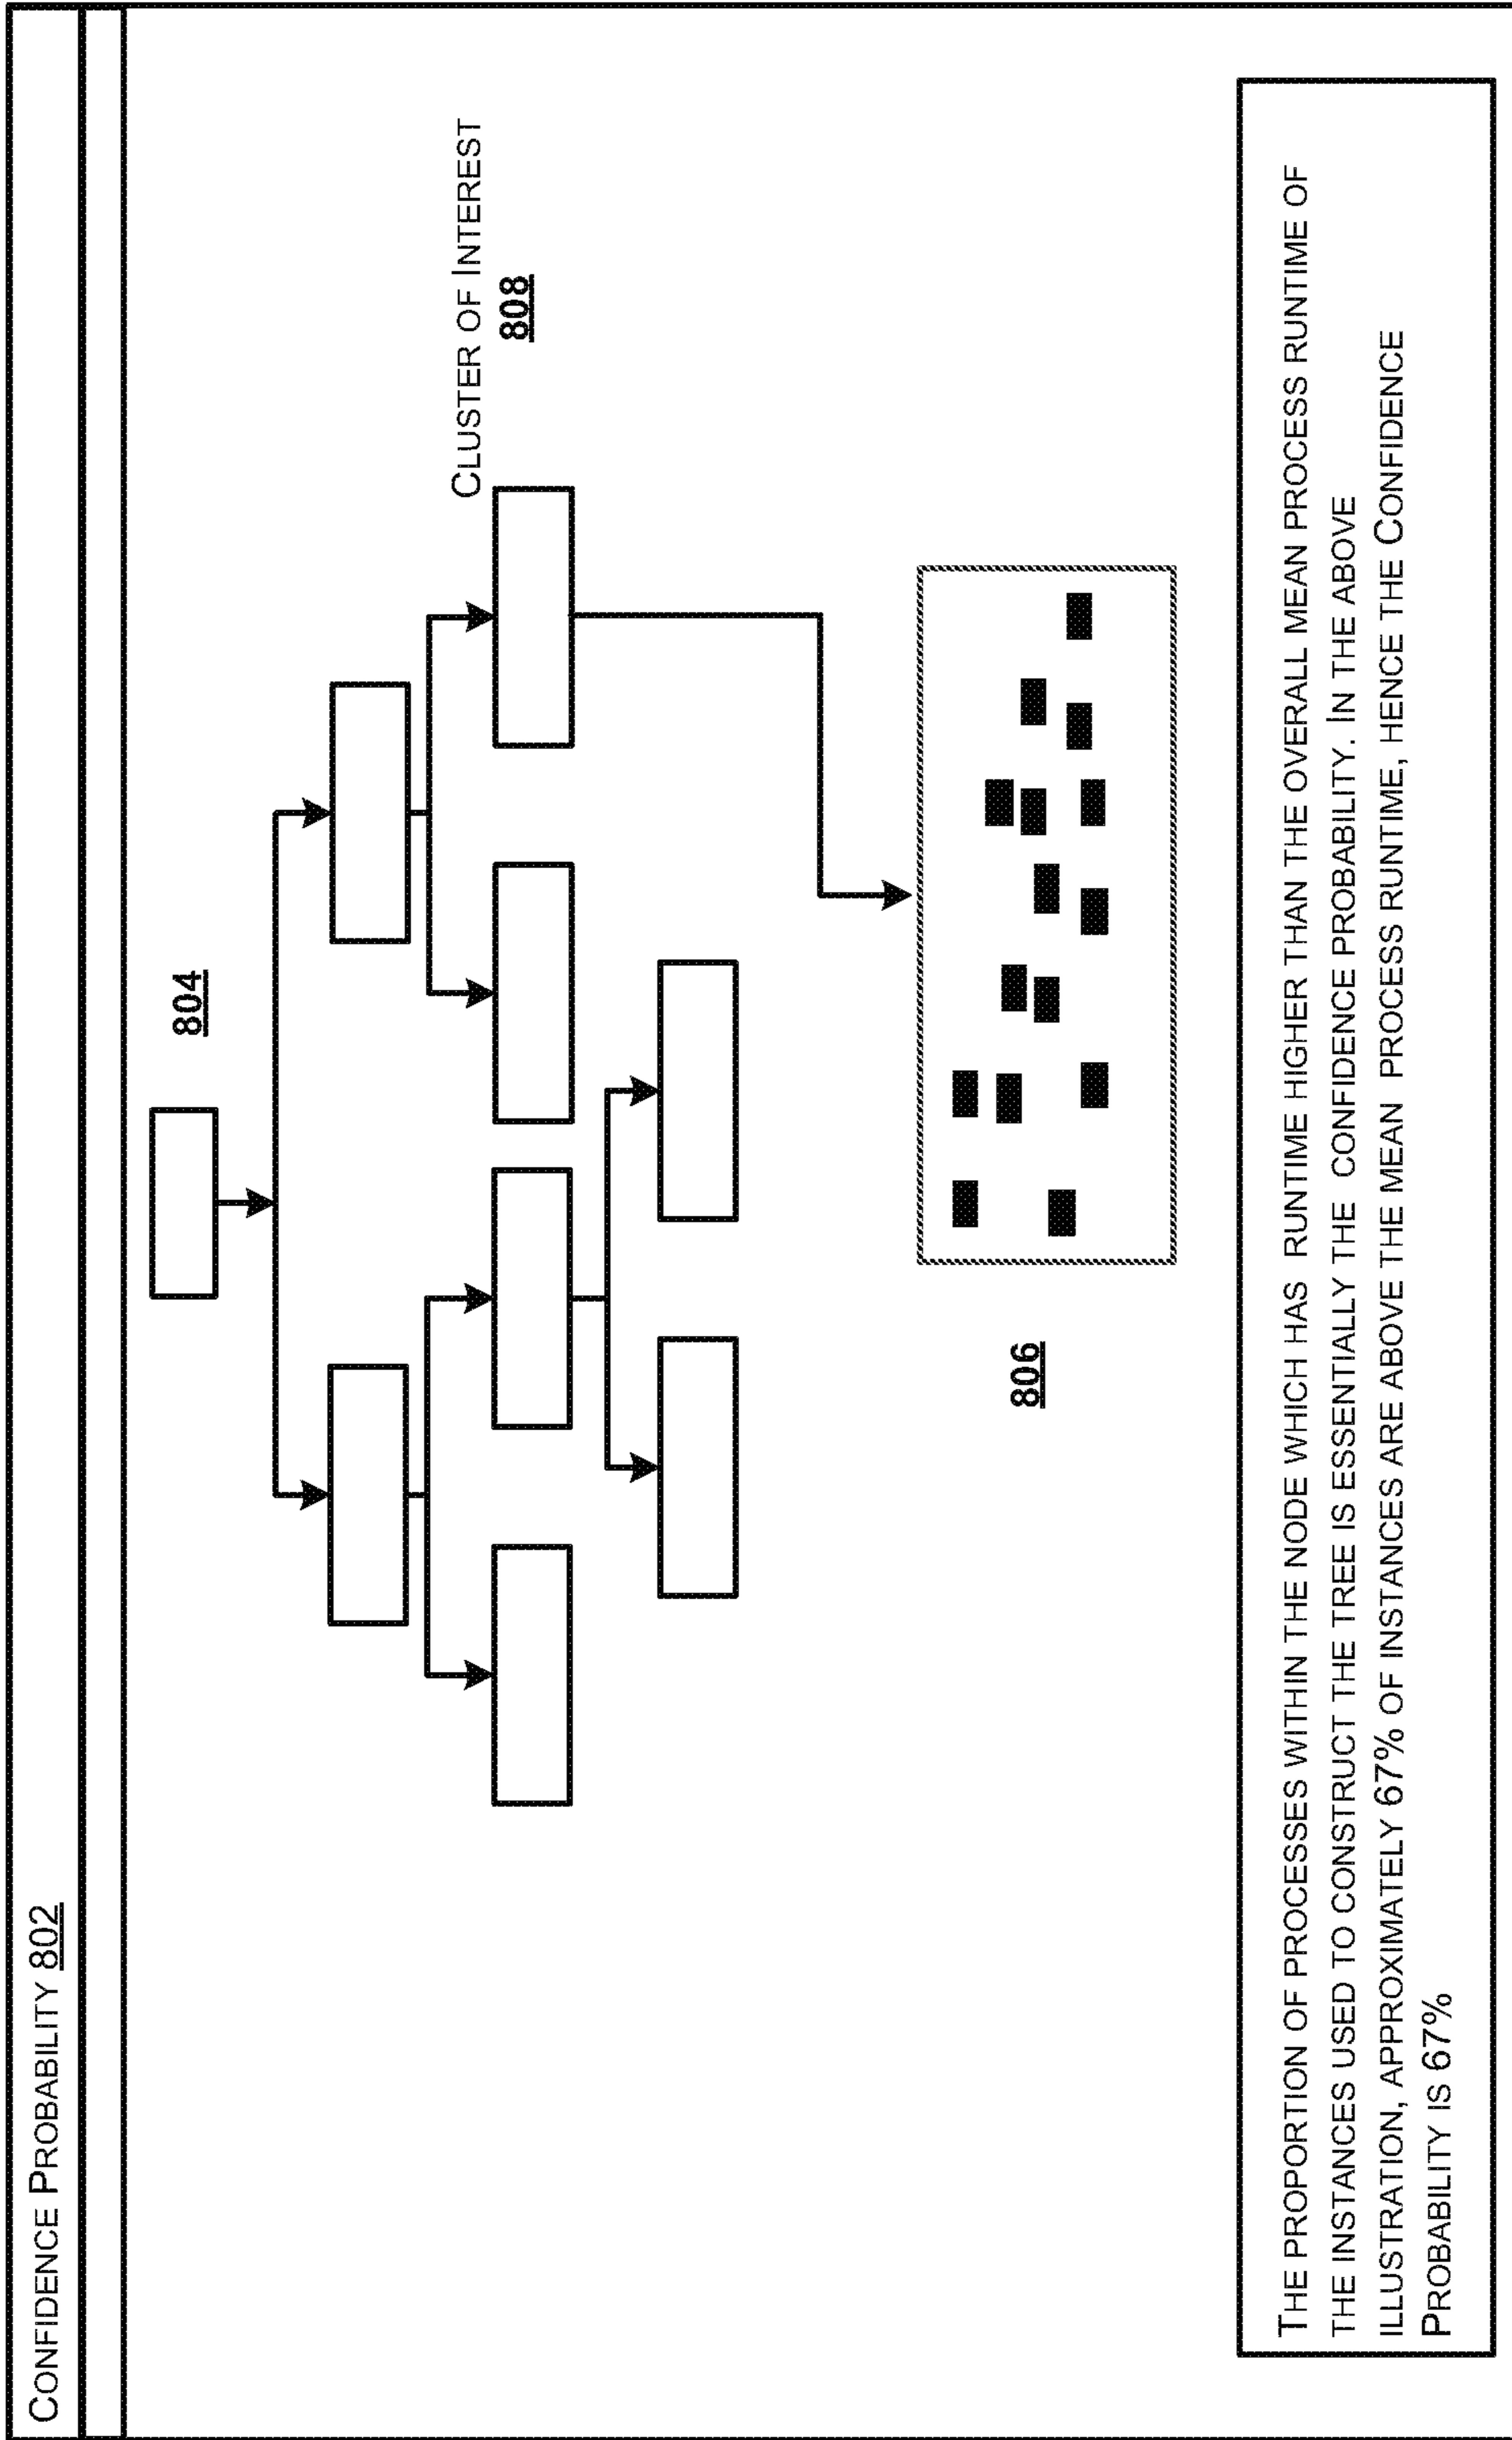 CONFIDENCE PROBABILITY 802
804
CLUSTER OF INTEREST
808
806
THE PROPORTION OF PROCESSES WITHIN THE NODE WHICH HAS RUNTIME HIGHER THAN THE OVERALL MEAN PROCESS RUNTIME OF
THE INSTANCES USED TO CONSTRUCT THE TREE IS ESSENTIALLY THE CONFIDENCE PROBABILITY. IN THE ABOVE
ILLUSTRATION, APPROXIMATELY 67% OF INSTANCES ARE ABOVE THE MEAN PROCESS RUNTIME, HENCE THE CONFIDENCE
PROBABILITY IS 67%